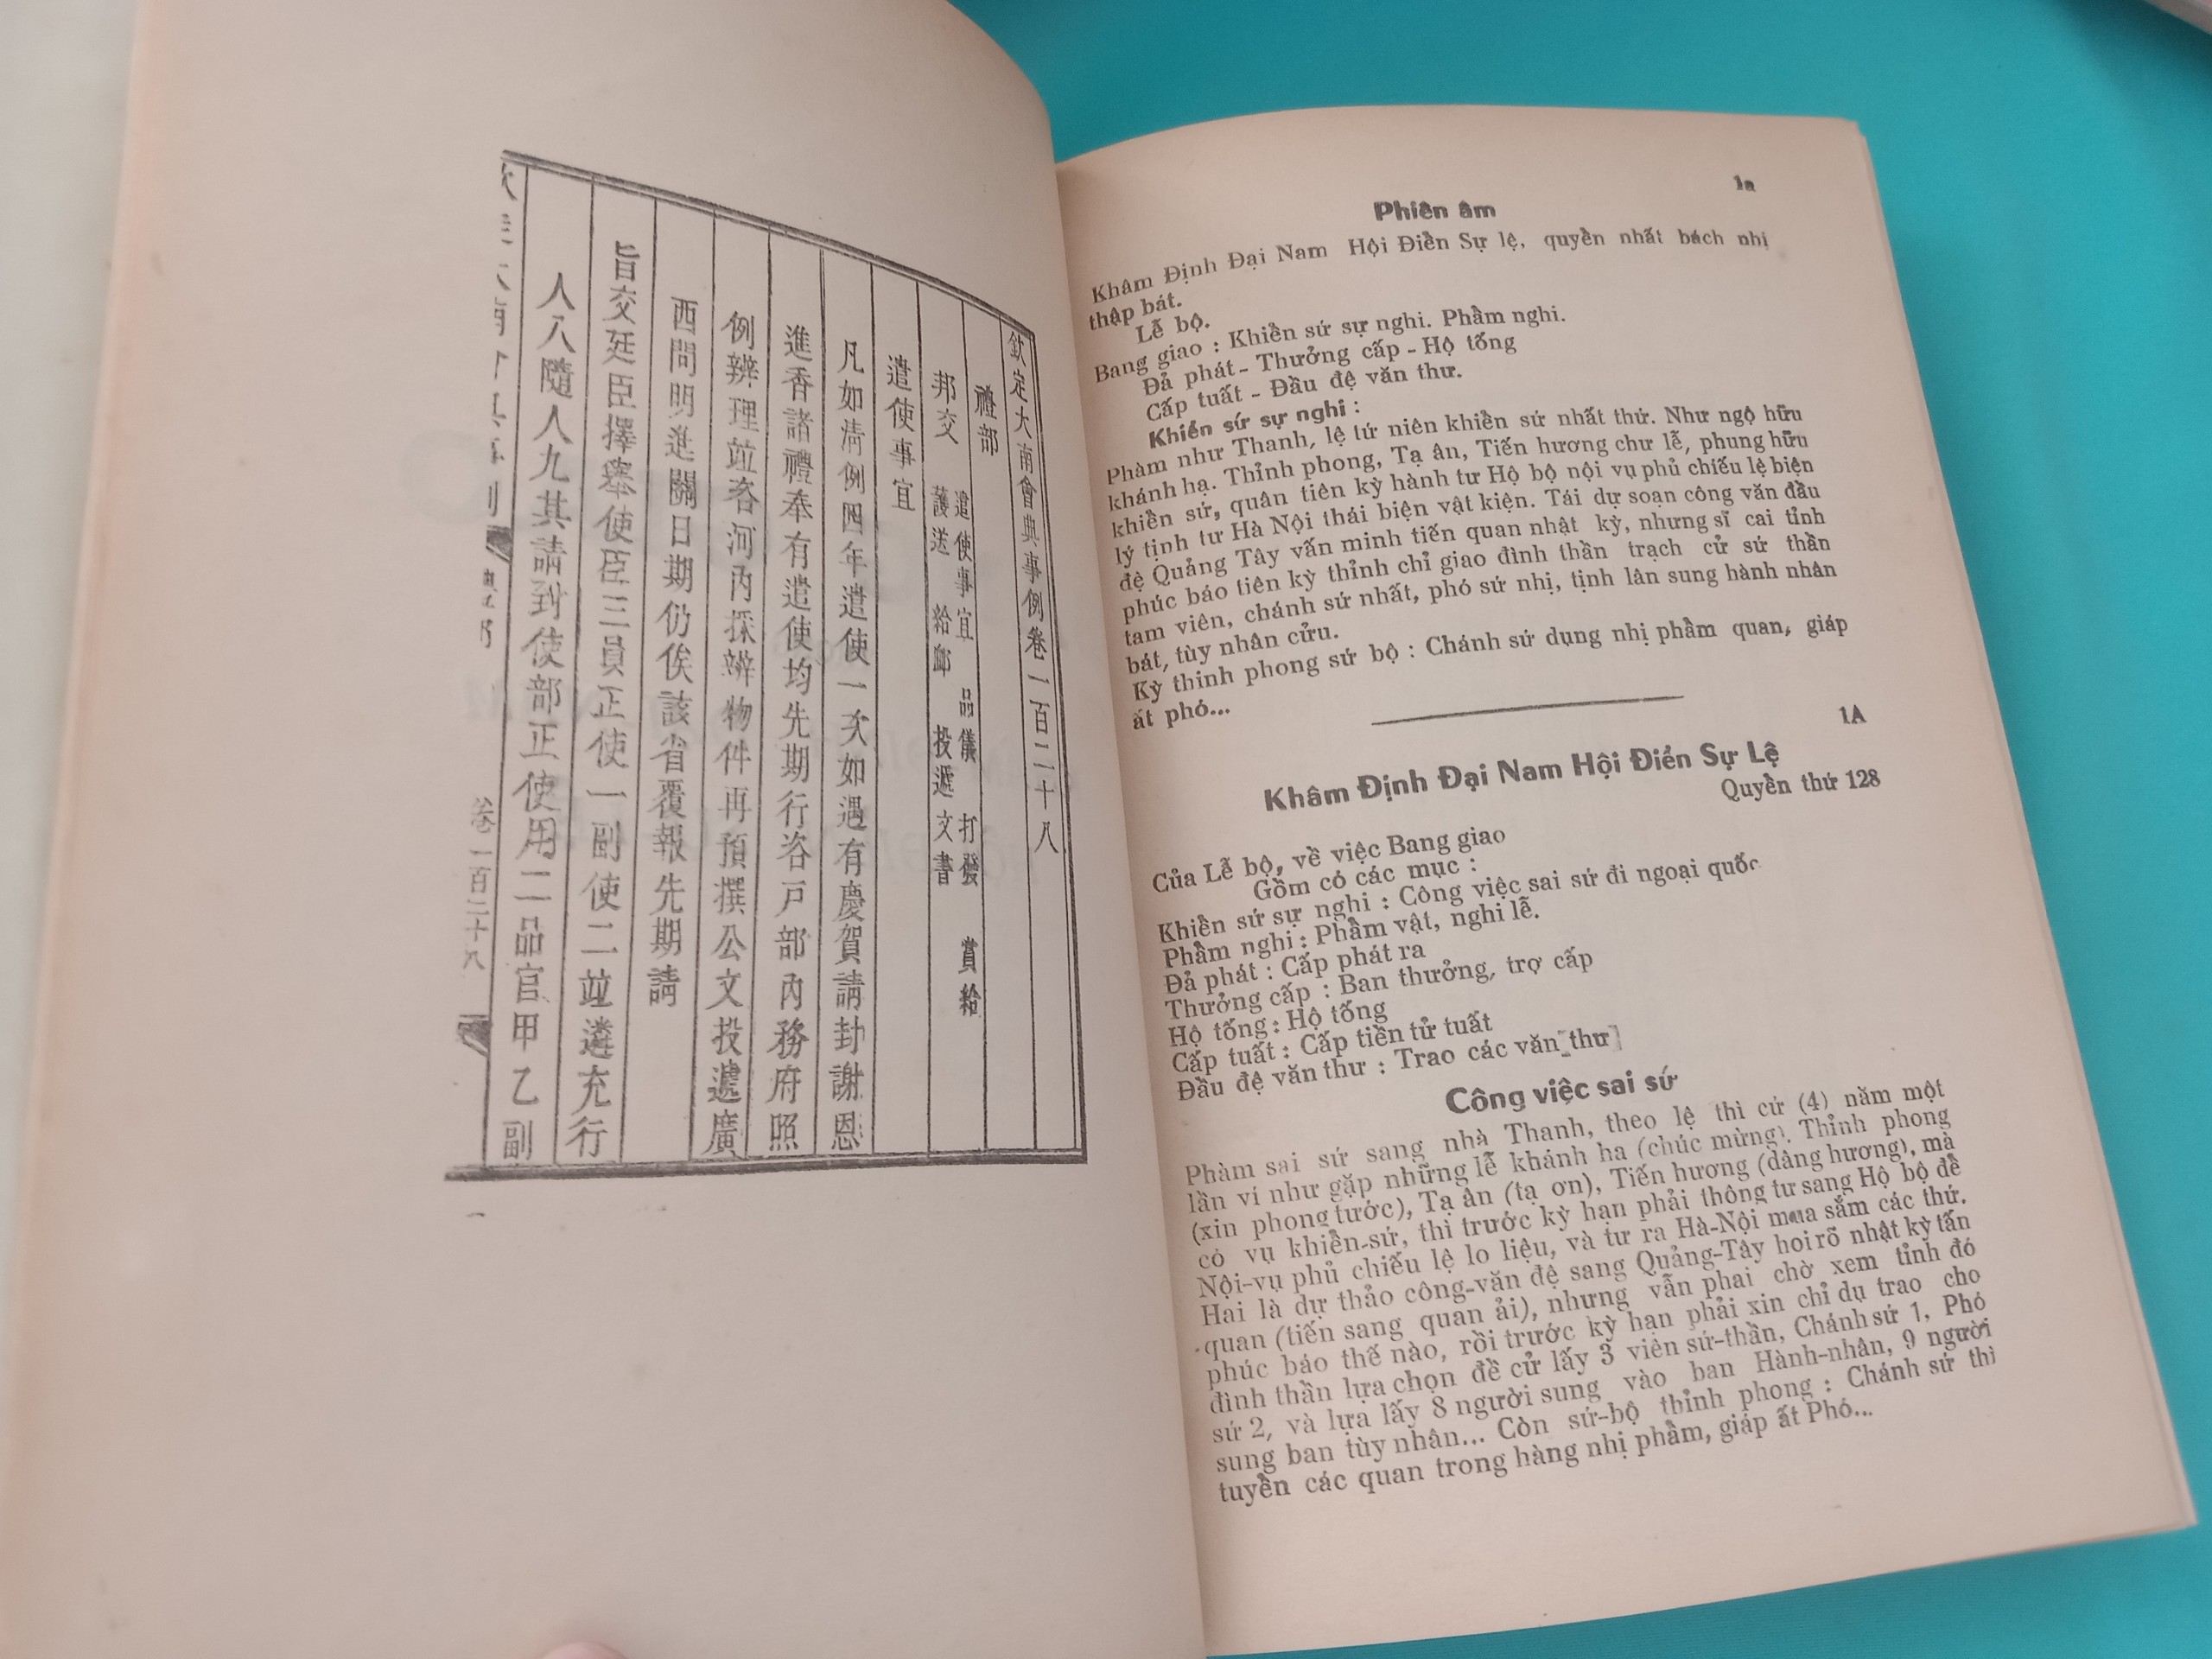 欽定大南會典事例卷一百二十八
禮部
邦交 遣使事宜 品儀 打發 賞給
護送 給卹 投遞文書
遣使事宜
凡如清例四年遣使一次如遇有慶賀請封謝恩
進香諸禮奉有遣使均先期行咨戶部內務府照
例辨理並咨河內採辨物件再預撰公文投遞廣
西問明進關日期仍俟該省覆報先期請
旨交廷臣擇舉使臣三員正使一副使二並遴充行
人八隨人九其請封使部正使用二品官甲乙副
卷一百二十八
1a
Phiên âm
Khâm Định Đại Nam Hội Điền Sự lệ, quyền nhất bách nhị
thập bát.
Lễ bộ.
Bang giao : Khiền sứ sự nghi. Phầm nghi.
Đả phát - Thưởng cấp - Hộ tống
Cấp tuất - Đầu đệ văn thư.
Khiển sứ sự nghi :
Phàm như Thanh, lệ tứ niên khiền sứ nhất thứ. Như ngộ hữu
khánh hạ. Thỉnh phong, Tạ ân, Tiến hương chư lễ, phung hữu
khiền sứ, quân tiên kỳ hành tư Hộ bộ nội vụ phủ chiếu lệ biện
lý tịnh tư Hà Nội thái biện vật kiện. Tái dự soạn công văn đầu
đệ Quảng Tây vấn minh tiến quan nhật kỳ, nhưng sĩ cai tỉnh
phúc báo tiên kỳ thỉnh chỉ giao đình thần trạch cử sứ thần
tam viên, chánh sứ nhất, phó sứ nhị, tịnh lân sung hành nhân
bát, tùy nhân cửu.
Kỳ thỉnh phong sứ bộ : Chánh sứ dụng nhị phầm quan, giáp
ất phó...
1A
Khâm Định Đại Nam Hội Điển Sự Lệ
Quyền thứ 128
Của Lễ bộ, về việc Bang giao
Gồm có các mục :
Khiền sứ sự nghi : Công việc sai sứ đi ngoại quốc
Phầm nghi : Phầm vật, nghi lễ.
Đả phát : Cấp phát ra
Thưởng cấp : Ban thưởng, trợ cấp
Hộ tống : Hộ tống
Cấp tuất : Cấp tiền tử tuất
Đầu đệ văn thư : Trao các văn thư
Công việc sai sứ
Phàm sai sứ sang nhà Thanh, theo lệ thì cứ (4) năm một
lần ví như gặp những lễ khánh hạ (chúc mừng). Thỉnh phong
(xin phong tước), Tạ ân (tạ ơn), Tiến hương (dâng hương), mà
có vụ khiền-sứ, thì trước kỳ hạn phải thông tư sang Hộ bộ đề
Nội-vụ phủ chiếu lệ lo liệu, và tư ra Hà-Nội mua sắm các thứ.
Hai là dự thảo công-văn đệ sang Quảng-Tây hoi rõ nhật kỳ tấn
quan (tiến sang quan ải), nhưng vẫn phai chờ xem tỉnh đó
phúc báo thế nào, rồi trước kỳ hạn phải xin chỉ dụ trao cho
đình thần lựa chọn đề cử lấy 3 viên sứ-thần, Chánh sứ 1, Phó
sứ 2, và lựa lấy 8 người sung vào ban Hành-nhân, 9 người
sung ban tùy nhân... Còn sứ-bộ thỉnh phong : Chánh sứ thì
tuyền các quan trong hàng nhị phầm, giáp ất Phó...